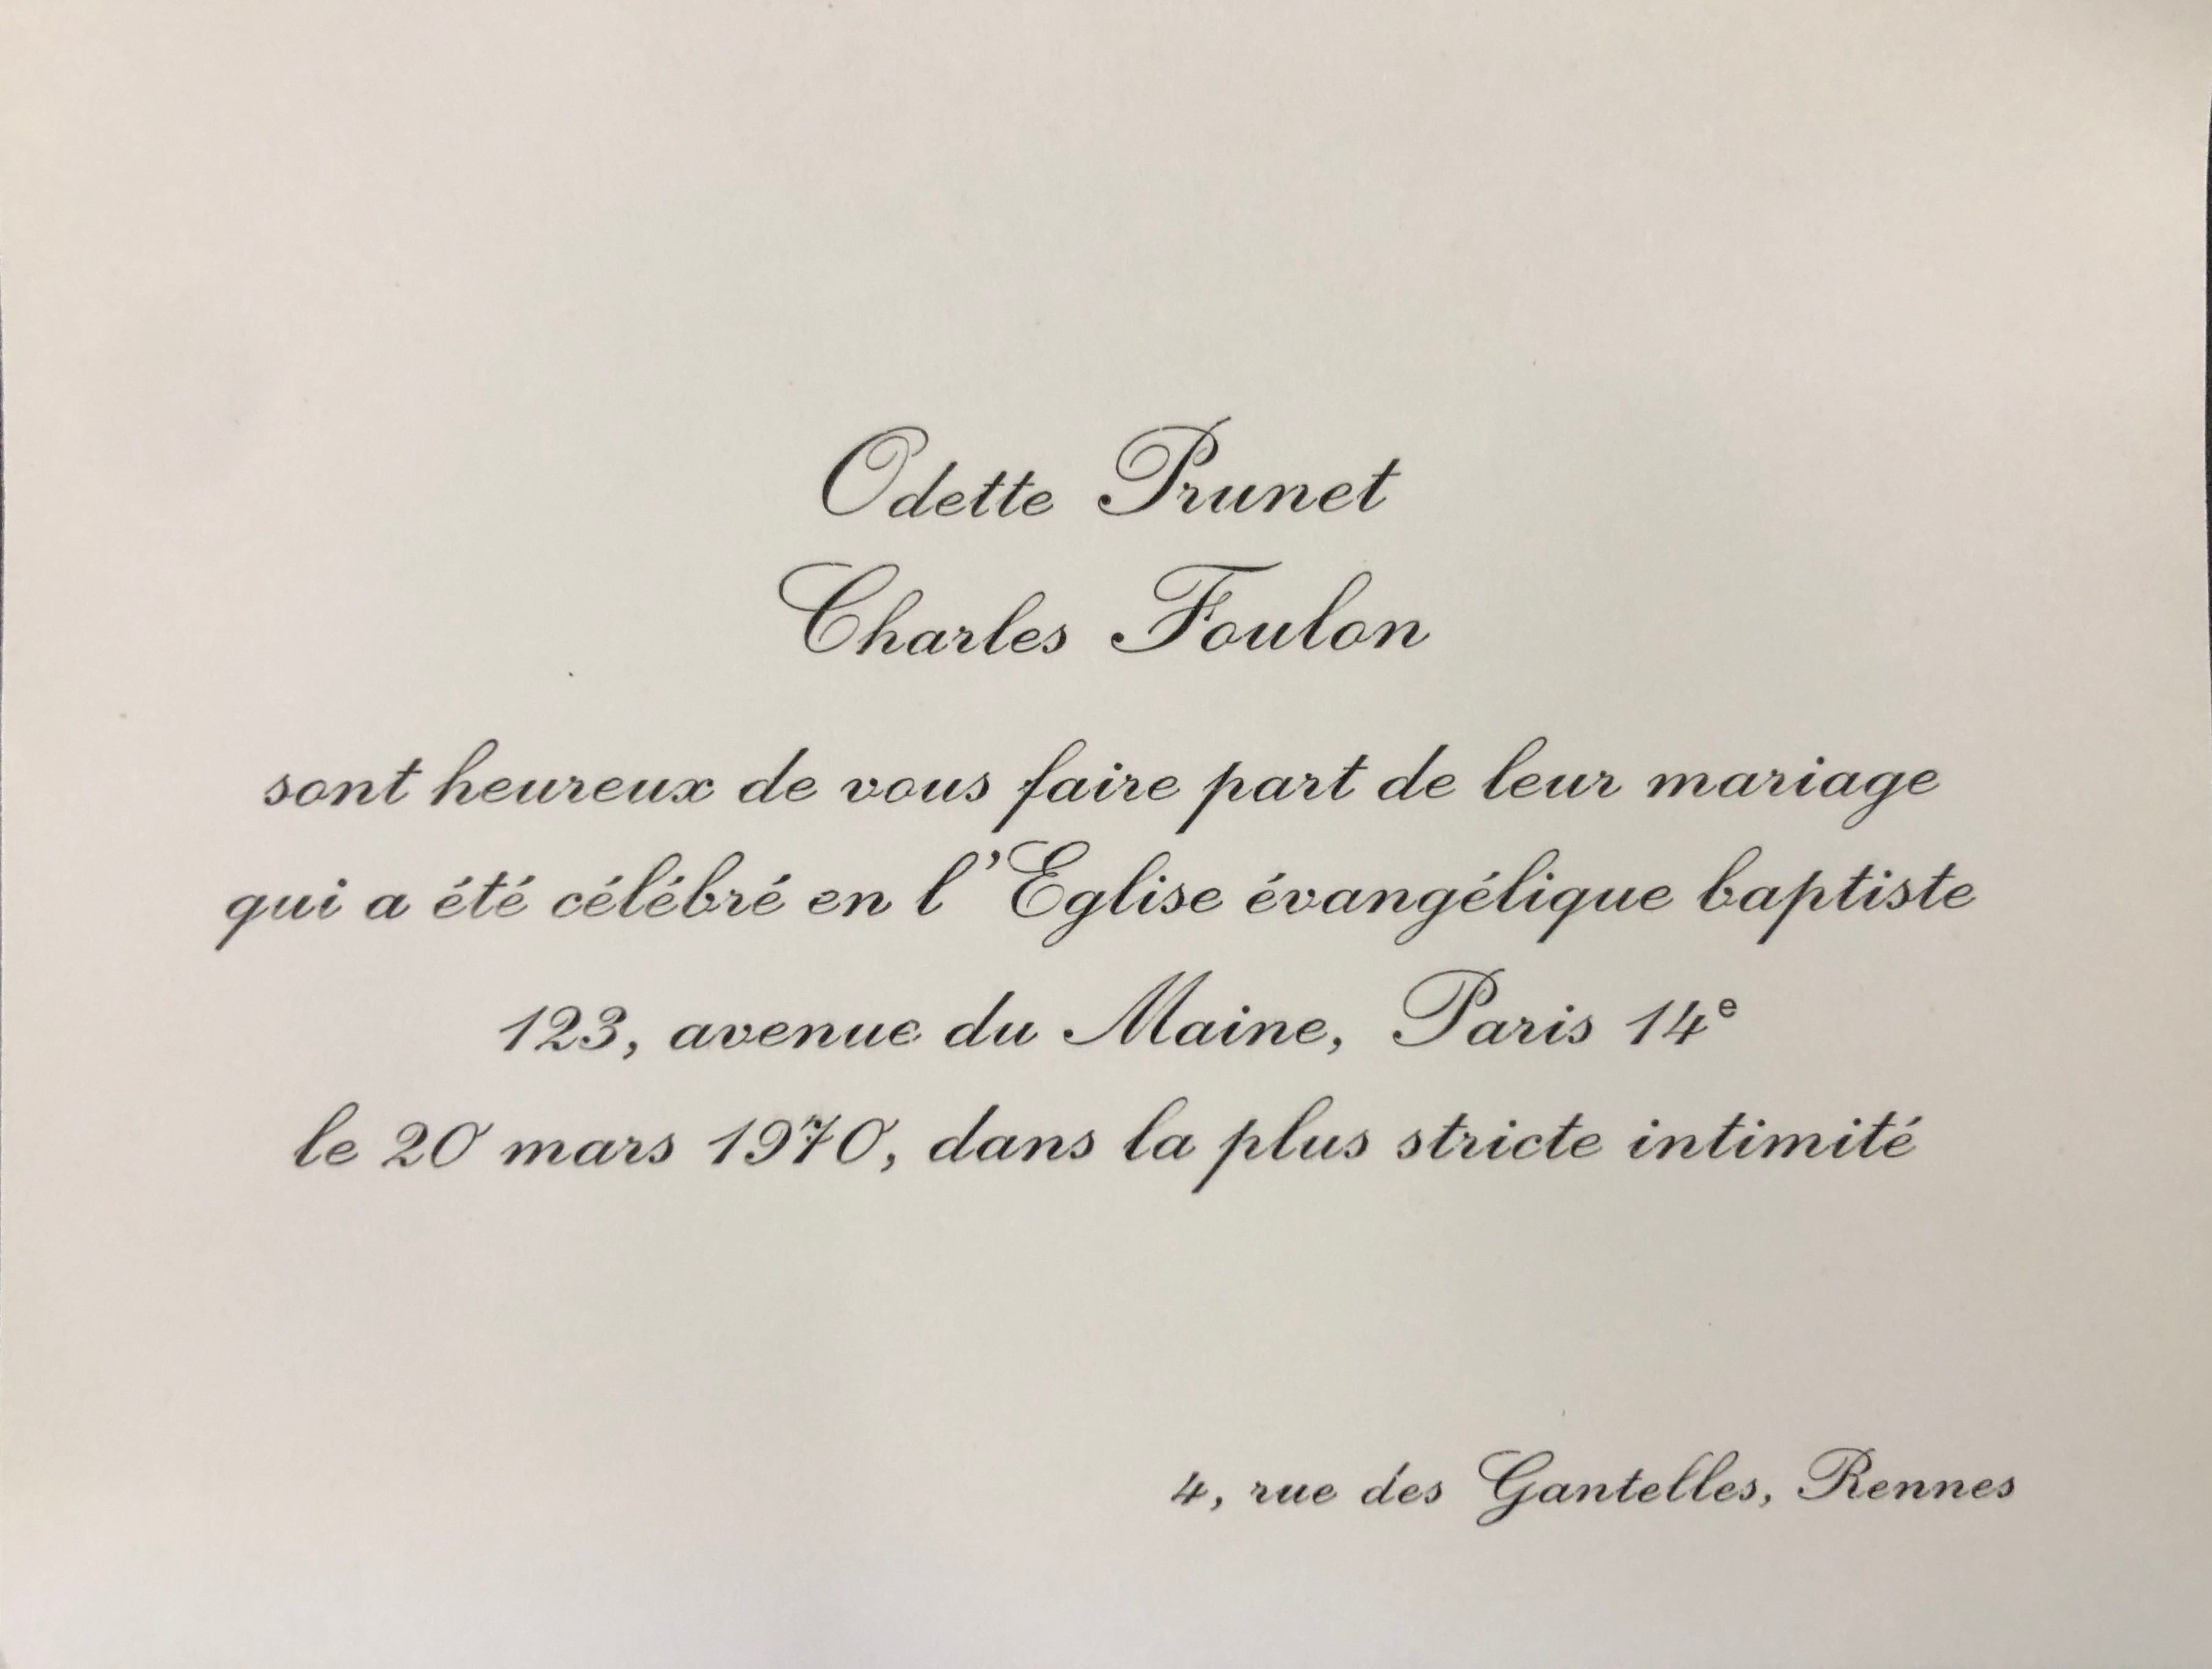 Odette Prunet
Charles Foulon
sont heureux de vous faire part de leur mariage
qui a été célébré en l'Eglise évangélique baptiste
123, avenue du Maine, Paris 14e
le 20 mars 1970, dans la plus stricte intimité
4, rue des Gantelles, Rennes